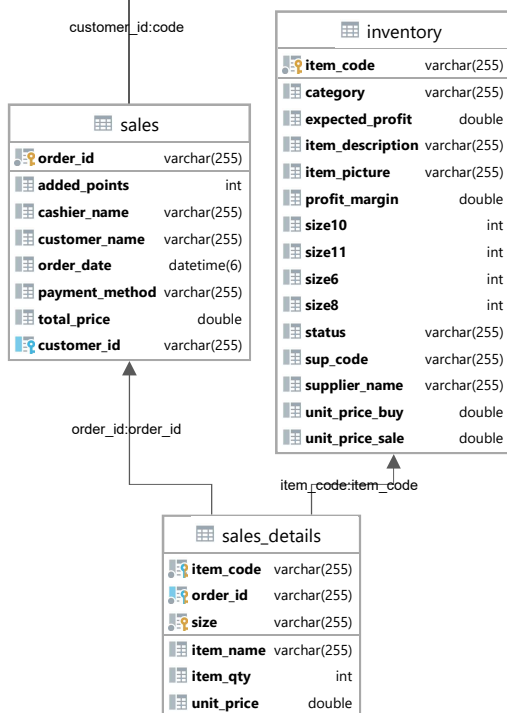 customer_id:code
sales
order_id varchar(255)
added_points int
cashier_name varchar(255)
customer_name varchar(255)
order_date datetime(6)
payment_method varchar(255)
total_price double
customer_id varchar(255)
inventory
item_code varchar(255)
category varchar(255)
expected_profit double
item_description varchar(255)
item_picture varchar(255)
profit_margin double
size10 int
size11 int
size6 int
size8 int
status varchar(255)
sup_code varchar(255)
supplier_name varchar(255)
unit_price_buy double
unit_price_sale double
order_id:order_id
item_code:item_code
sales_details
item_code varchar(255)
order_id varchar(255)
size varchar(255)
item_name varchar(255)
item_qty int
unit_price double